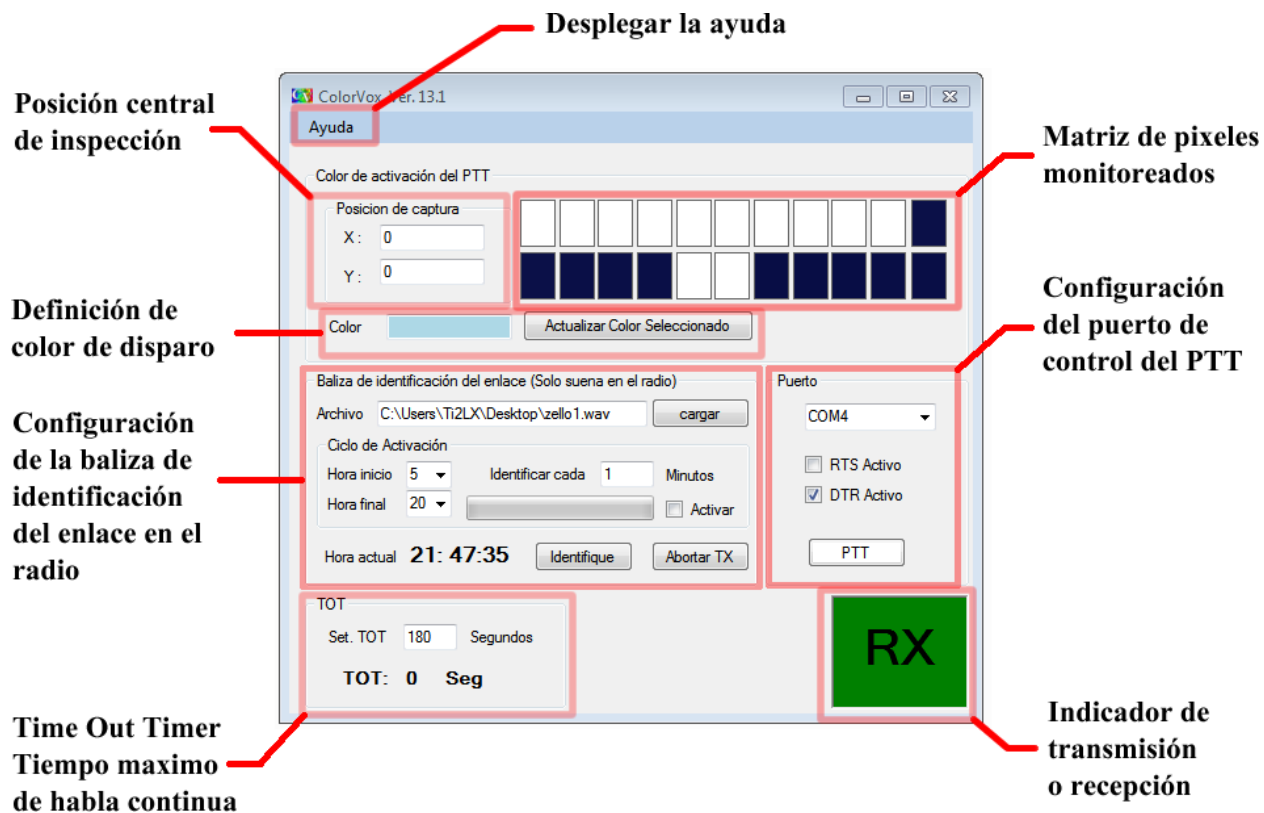 Desplegar la ayuda
Posición central
de inspección
ColorVox Ver. 13.1
Ayuda
Matriz de pixeles
monitoreados
Color de activación del PTT
Posicion de captura
X : 0
Y : 0
Definición de
color de disparo
Color Actualizar Color Seleccionado
Configuración
del puerto de
control del PTT
Configuración
de la baliza de
identificación
del enlace en el
radio
Baliza de identificación del enlace (Solo suena en el radio)
Archivo C:\Users\Ti2LX\Desktop\zello1.wav cargar
Ciclo de Activación
Hora inicio 5 Identificar cada 1 Minutos
Hora final 20 Activar
Hora actual 21: 47:35 Identifique Abortar TX
Puerto
COM4
RTS Activo
DTR Activo
PTT
TOT
Set. TOT 180 Segundos
TOT: 0 Seg
RX
Time Out Timer
Tiempo maximo
de habla continua
Indicador de
transmisión
o recepción